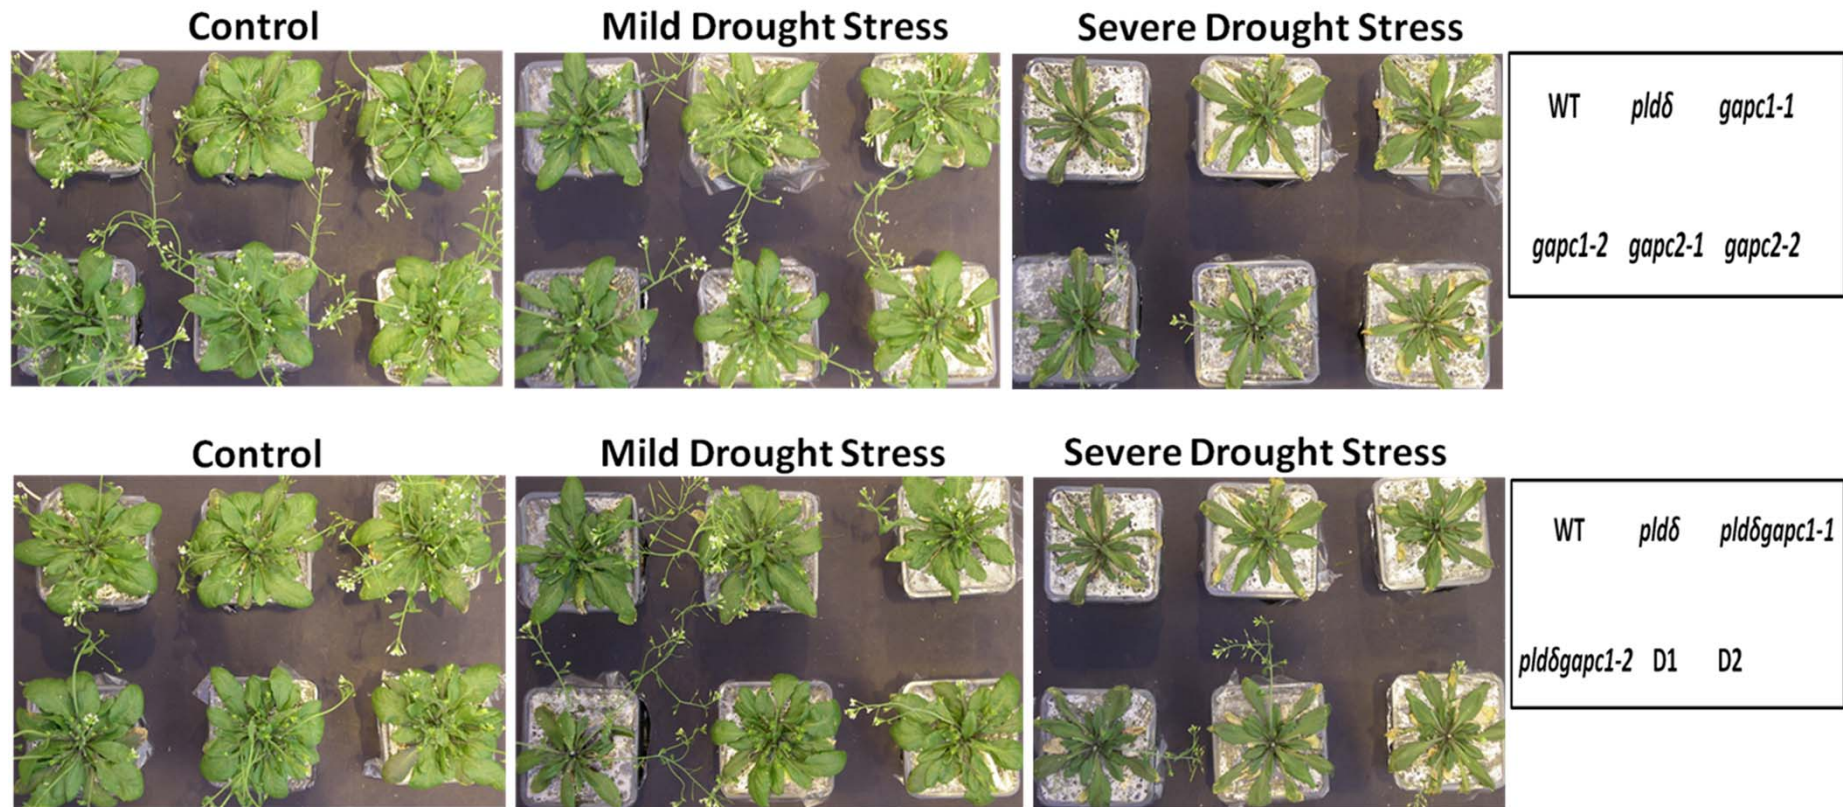 Control Mild Drought Stress Severe Drought Stress
WT pldδ gapc1-1
gapc1-2 gapc2-1 gapc2-2
Control Mild Drought Stress Severe Drought Stress
WT pldδ pldδgapc1-1
pldδgapc1-2 D1 D2